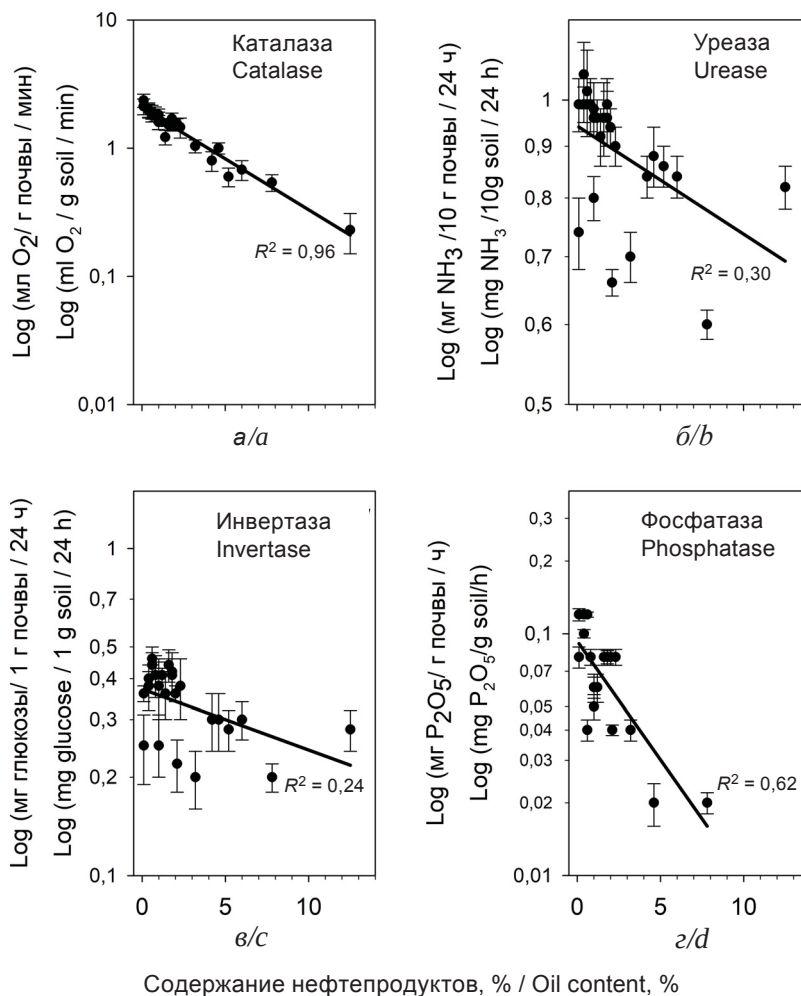 10
1
0,1
0,01
Log (мл O2/ г почвы / мин)
Log (ml O2 / g soil / min)
Каталаза
Catalase
R² = 0,96
0 5 10
а/a
1
0,9
0,8
0,7
0,6
0,5
Log (мг NH3 /10 г почвы / 24 ч)
Log (mg NH3 /10g soil / 24 h)
Уреаза
Urease
R² = 0,30
0 5 10
б/b
1
0,7
0,5
0,4
0,3
0,2
0,1
Log (мг глюкозы/ 1 г почвы / 24 ч)
Log (mg glucose / 1 g soil / 24 h)
Инвертаза
Invertase
R² = 0,24
0 5 10
в/c
0,3
0,2
0,1
0,07
0,05
0,04
0,03
0,02
0,01
Log (мг P2O5/ г почвы / ч)
Log (mg P2O5/g soil/h)
Фосфатаза
Phosphatase
R² = 0,62
0 5 10
г/d
Содержание нефтепродуктов, % / Oil content, %